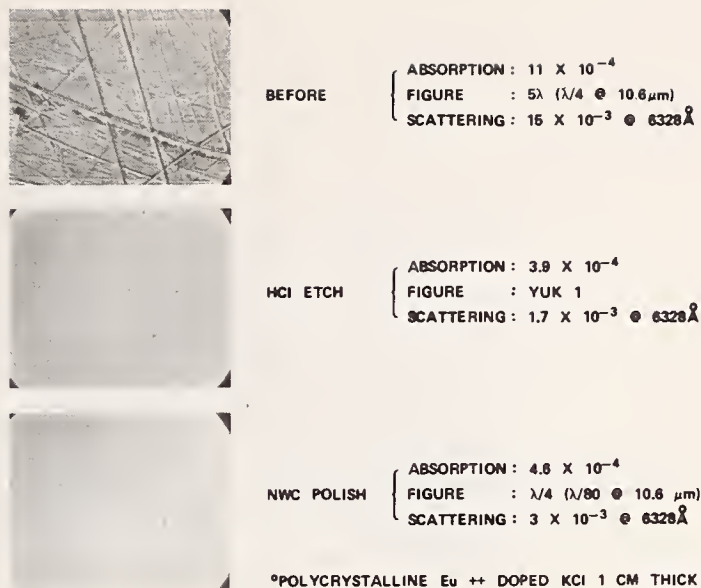 BEFORE
ABSORPTION : 11 X 10⁻⁴
FIGURE : 5λ (λ/4 @ 10.6μm)
SCATTERING : 15 X 10⁻³ @ 6328Å
HCl ETCH
ABSORPTION : 3.9 X 10⁻⁴
FIGURE : YUK 1
SCATTERING : 1.7 X 10⁻³ @ 6328Å
NWC POLISH
ABSORPTION : 4.6 X 10⁻⁴
FIGURE : λ/4 (λ/80 @ 10.6 μm)
SCATTERING : 3 X 10⁻³ @ 6328Å
°POLYCRYSTALLINE Eu ++ DOPED KCl 1 CM THICK